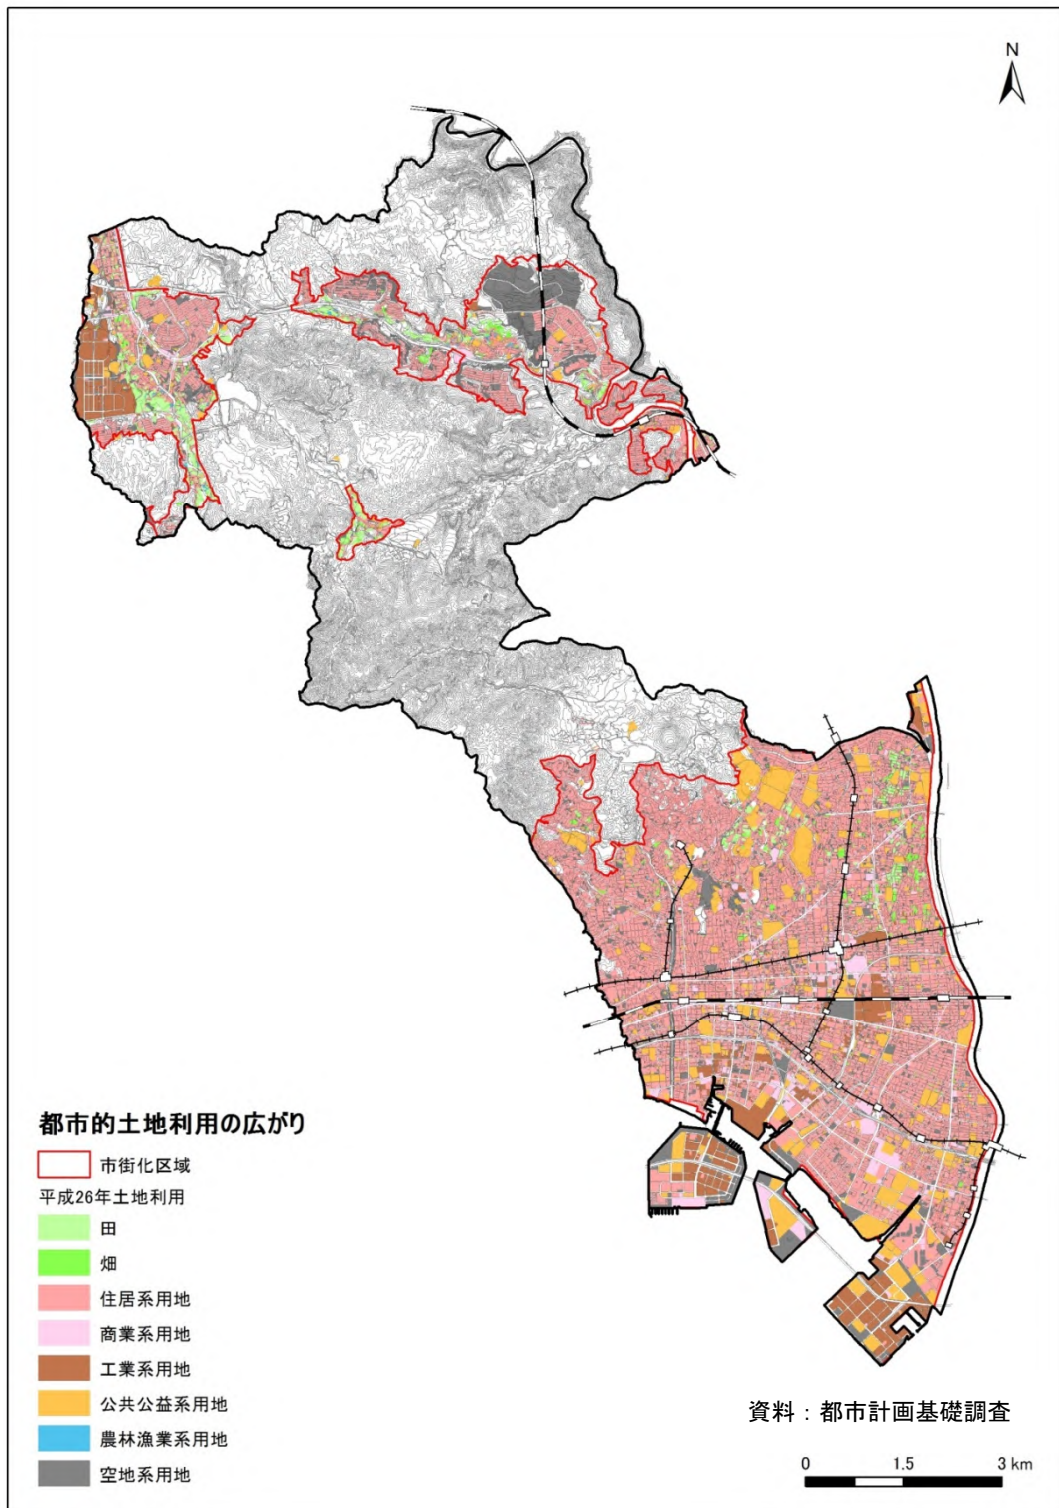 N
都市的土地利用の広がり
市街化区域
平成26年土地利用
田
畑
住居系用地
商業系用地
工業系用地
公共公益系用地
農林漁業系用地
空地系用地
資料：都市計画基礎調査
0 1.5 3 km